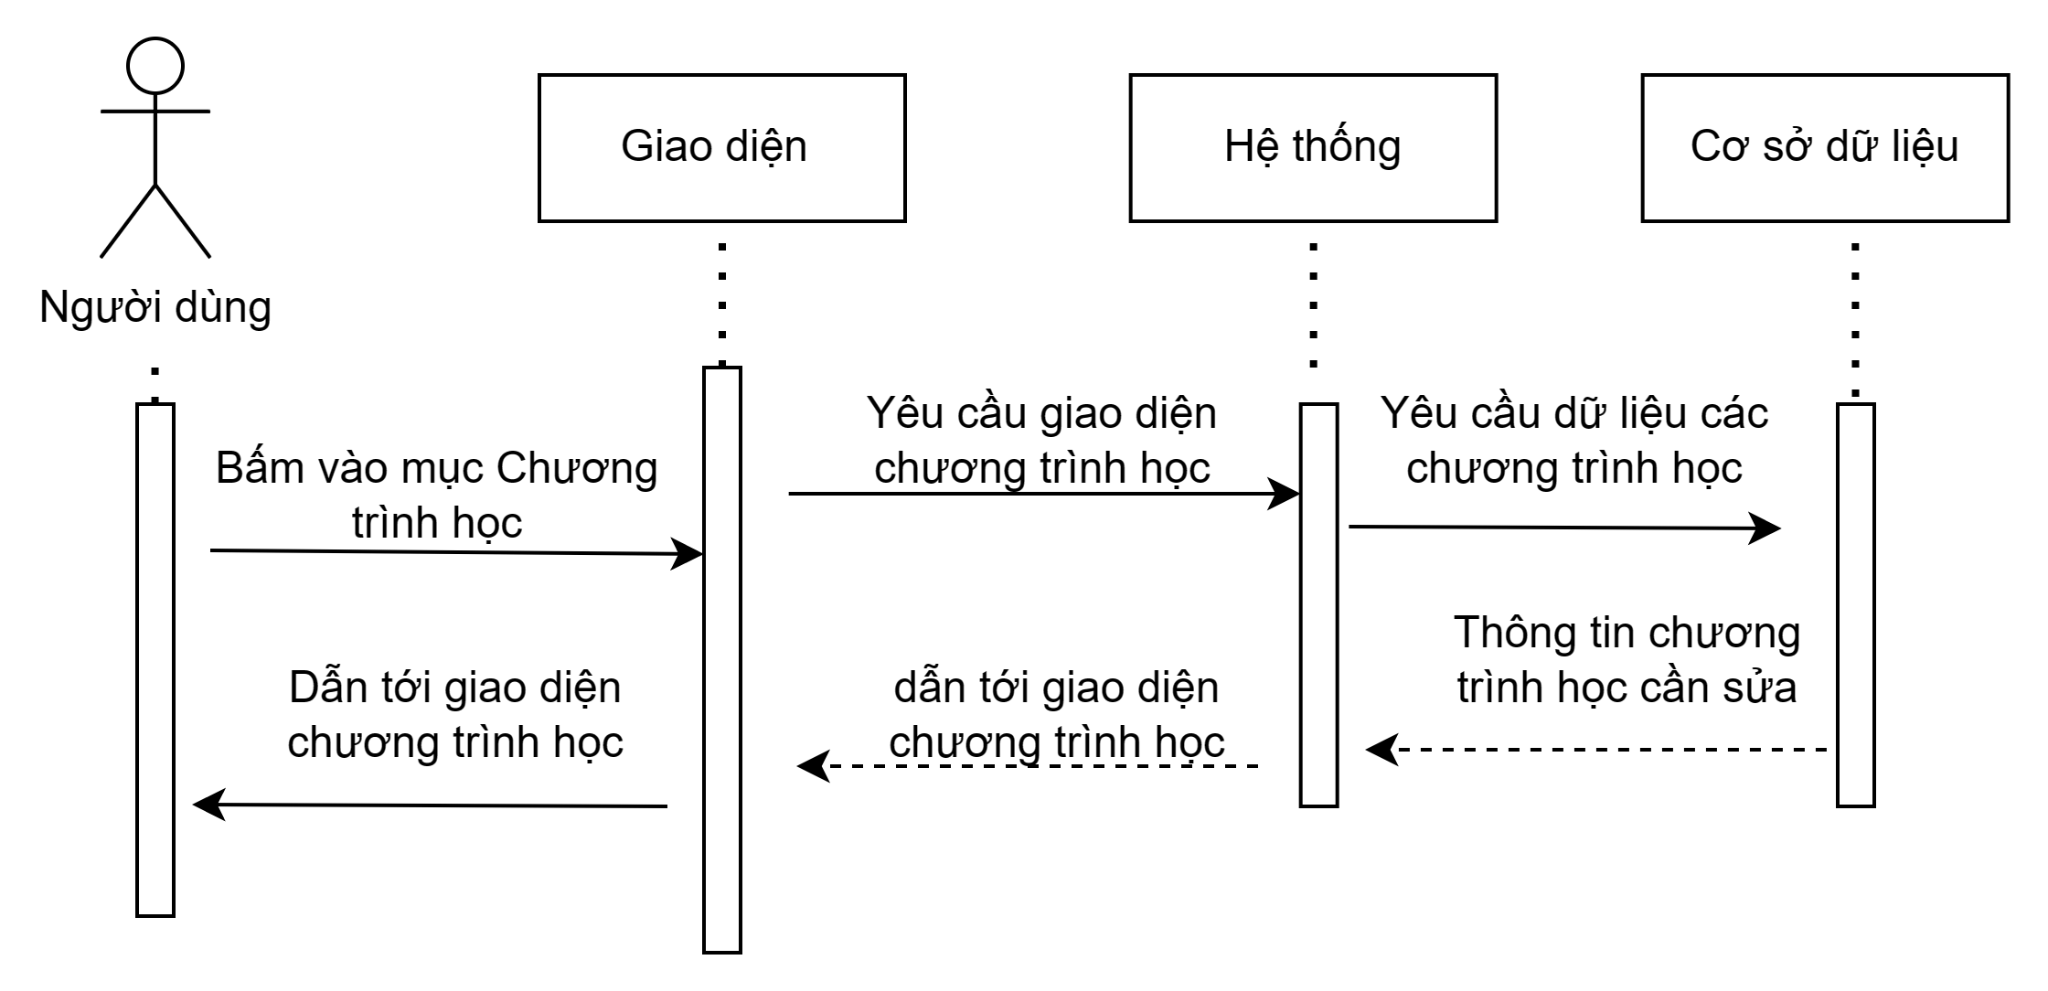 Người dùng
Giao diện
Hệ thống
Cơ sở dữ liệu
Bấm vào mục Chương
trình học
Yêu cầu giao diện
chương trình học
Yêu cầu dữ liệu các
chương trình học
Thông tin chương
trình học cần sửa
dẫn tới giao diện
chương trình học
Dẫn tới giao diện
chương trình học